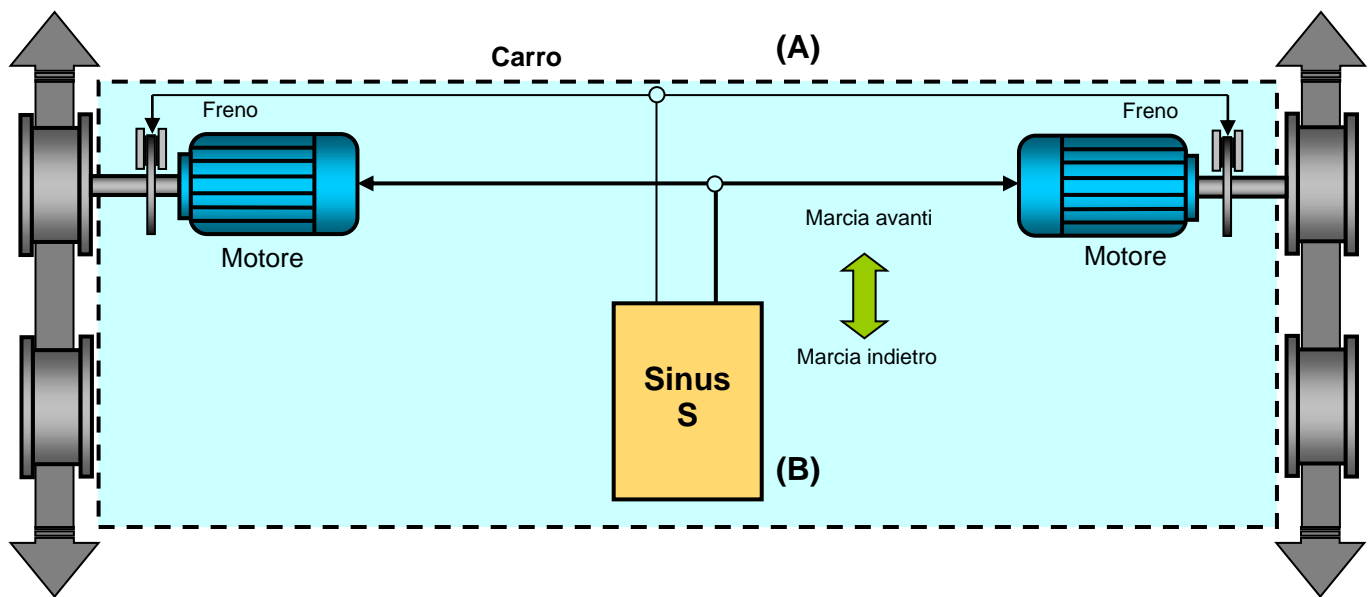 Carro
(A)
Freno
Freno
Motore
Marcia avanti
Motore
Marcia indietro
Sinus
S
(B)